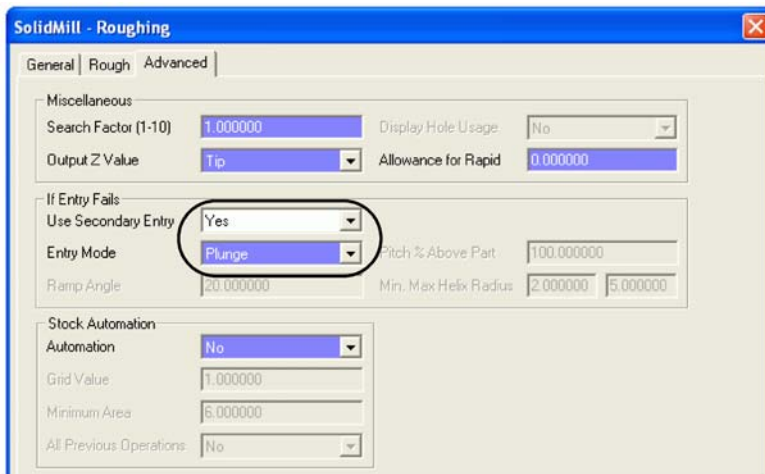 SolidMill - Roughing
General Rough Advanced
Miscellaneous
Search Factor (1-10) 1.000000 Display Hole Usage No
Output Z Value Tip Allowance for Rapid 0.000000
If Entry Fails
Use Secondary Entry Yes
Entry Mode Plunge Pitch % Above Part 100.000000
Ramp Angle 20.000000 Min. Max Helix Radius 2.000000 5.000000
Stock Automation
Automation No
Grid Value 1.000000
Minimum Area 6.000000
All Previous Operations No